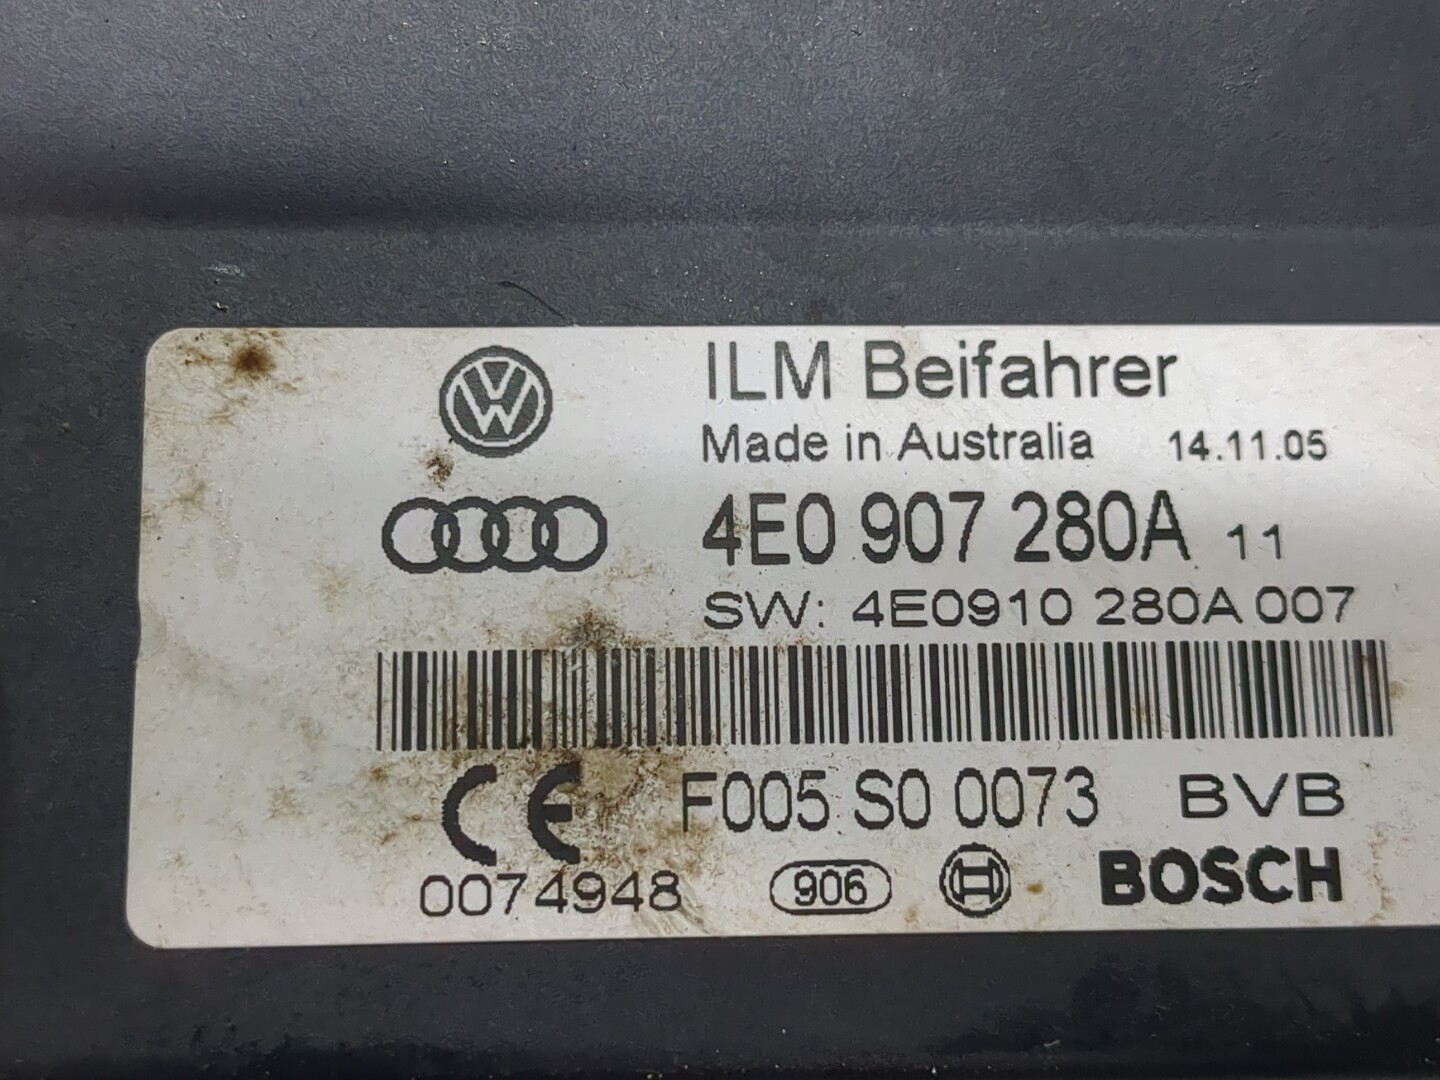 ILM Beifahrer
Made in Australia 14.11.05
4E0 907 280A 11
SW: 4E0910 280A 007
CE F005 S0 0073 BVB
0074948 906 BOSCH